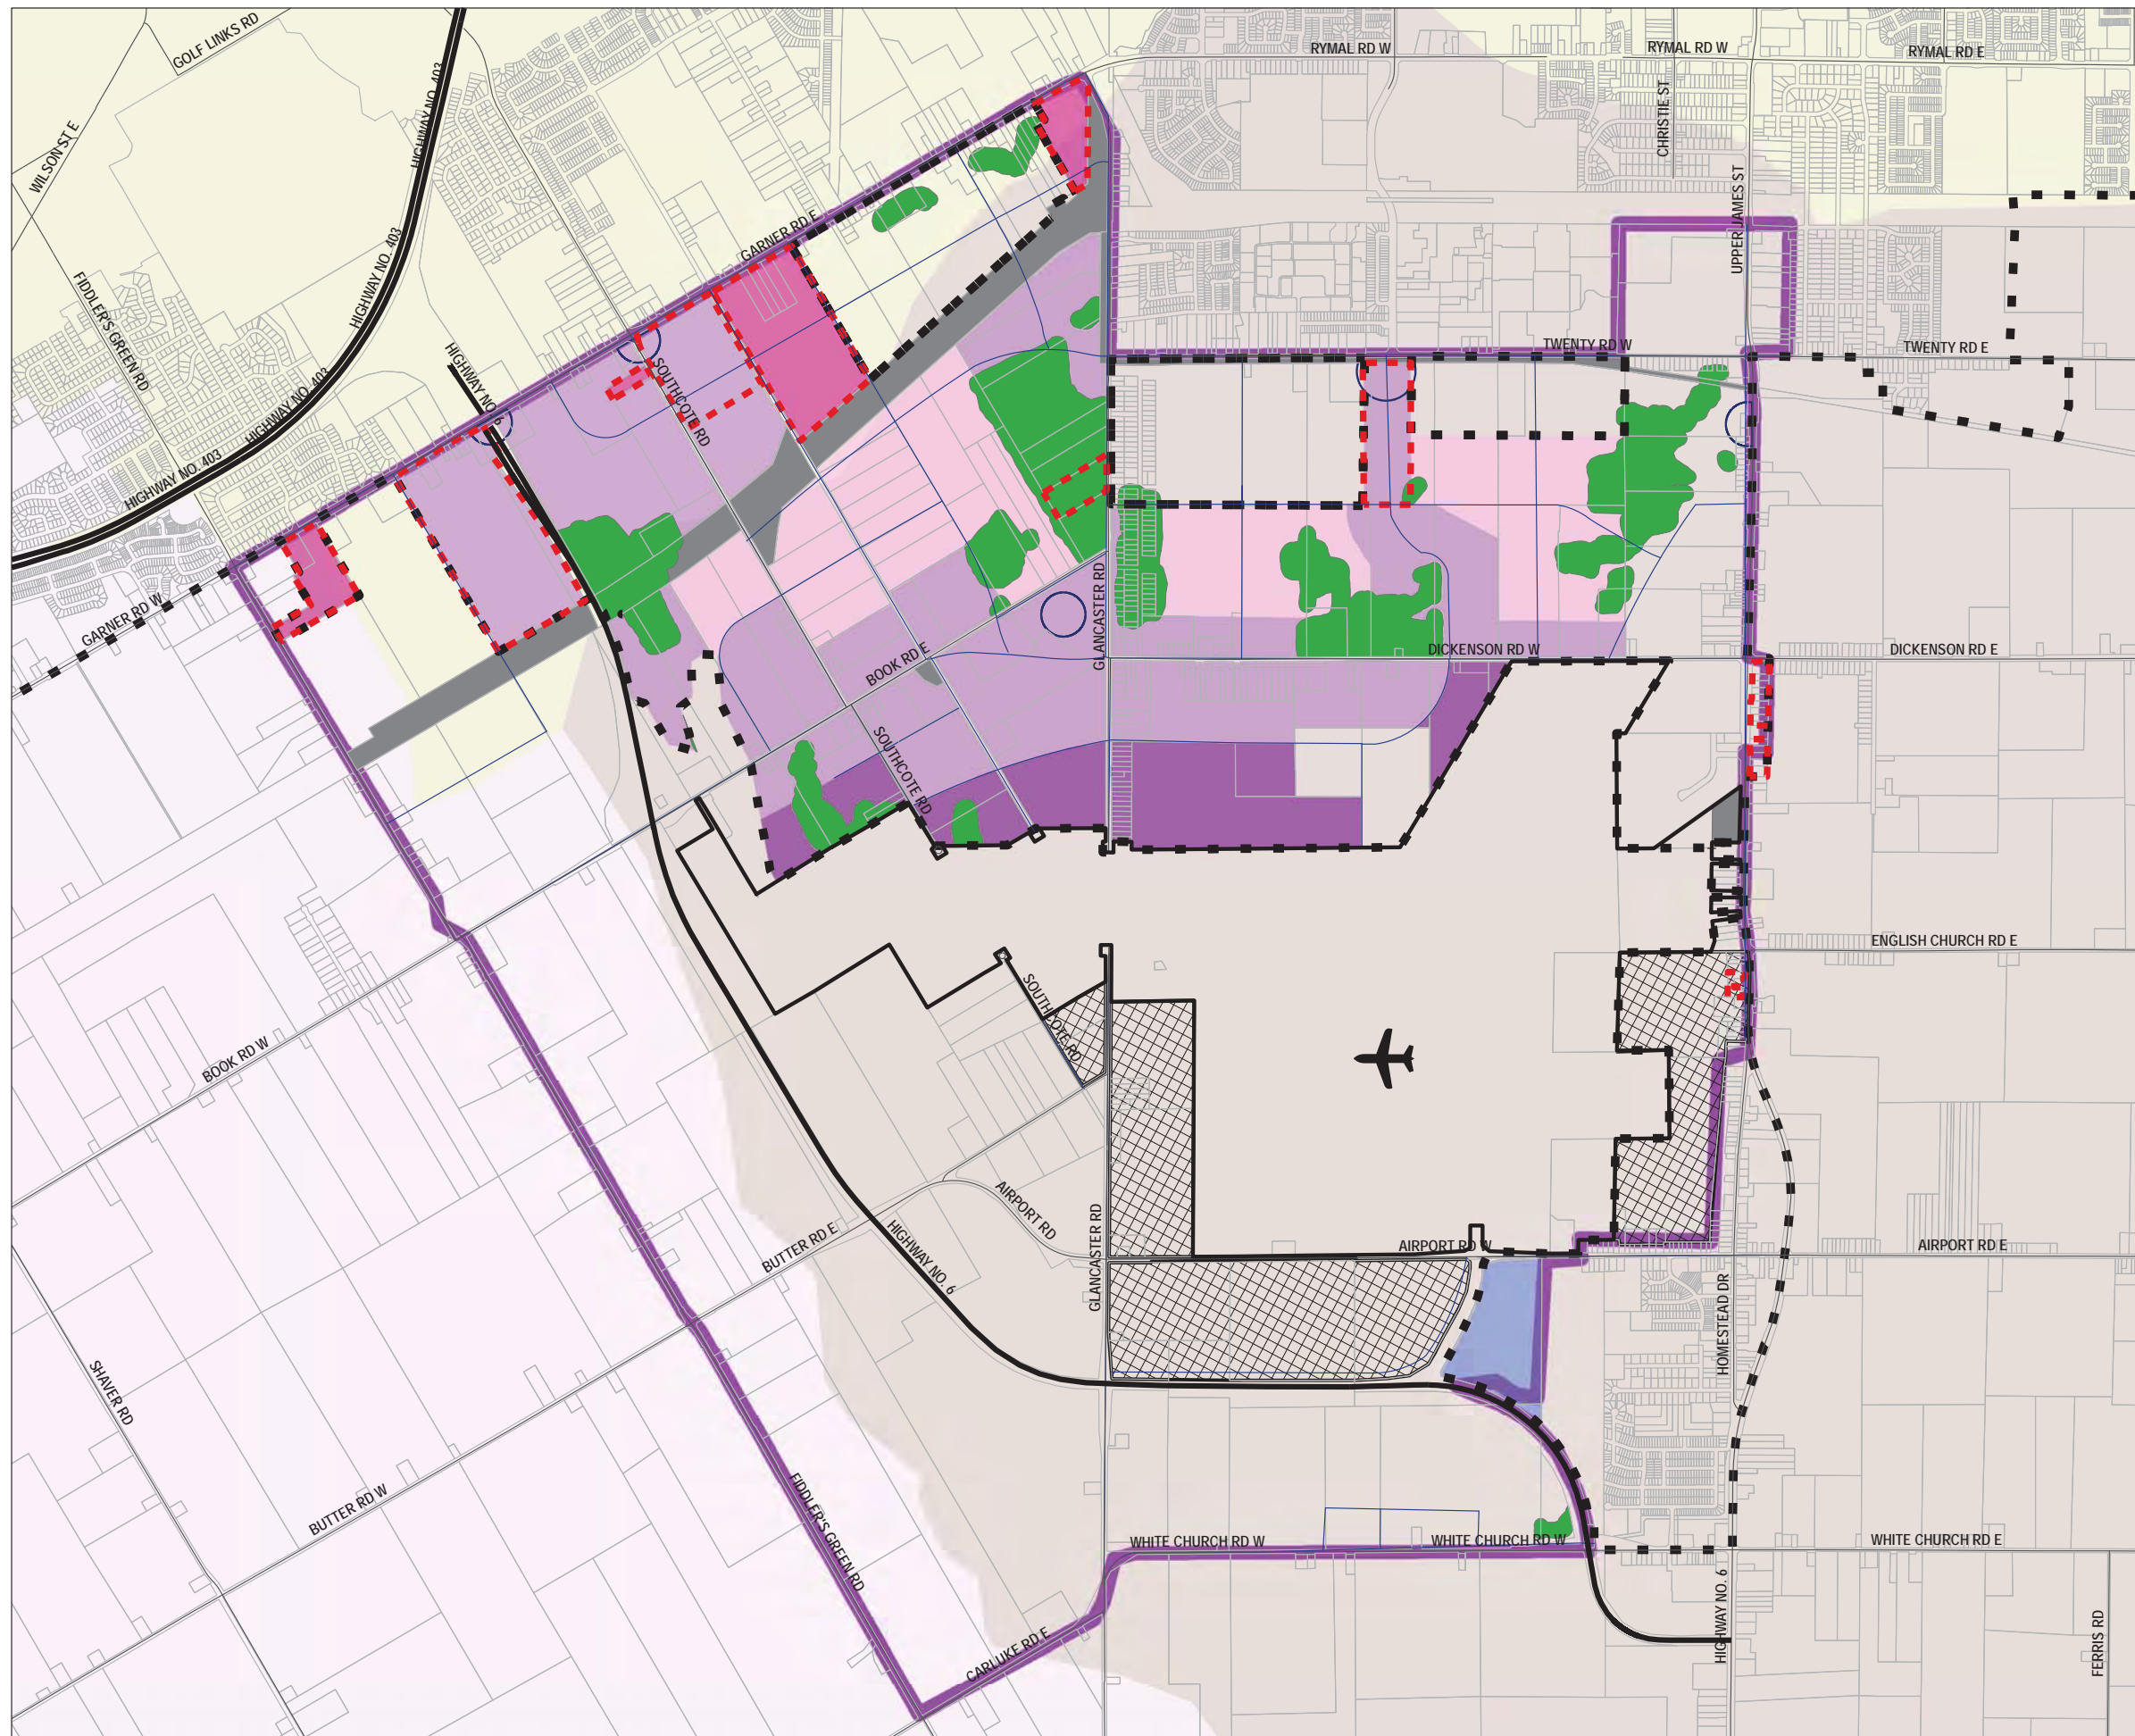 GOLF LINKS RD
RYMAL RD W
RYMAL RD W
RYMAL RD E
HIGHWAY NO. 403
CHRISTIE ST
WILSON ST E
UPPER JAMES ST
GARNER RD E
HIGHWAY NO. 403
FIDDLER'S GREEN RD
HIGHWAY NO. 6
TWENTY RD W
TWENTY RD E
SOUTHCOTE RD
HIGHWAY NO. 403
HIGHWAY NO. 403
GARNER RD W
GLANCASTER RD
BOOK RD E
DICKENSON RD W
DICKENSON RD E
SOUTHCOTE RD
ENGLISH CHURCH RD E
SOUTHCOTE RD
BOOK RD W
AIRPORT RD
BUTTER RD E
HIGHWAY NO. 6
GLANCASTER RD
AIRPORT RD W
AIRPORT RD E
HOMESTEAD DR
SHAVER RD
BUTTER RD W
FIDDLER'S GREEN RD
WHITE CHURCH RD W
WHITE CHURCH RD W
WHITE CHURCH RD E
HIGHWAY NO. 6
CARLUKE RD E
FERRIS RD